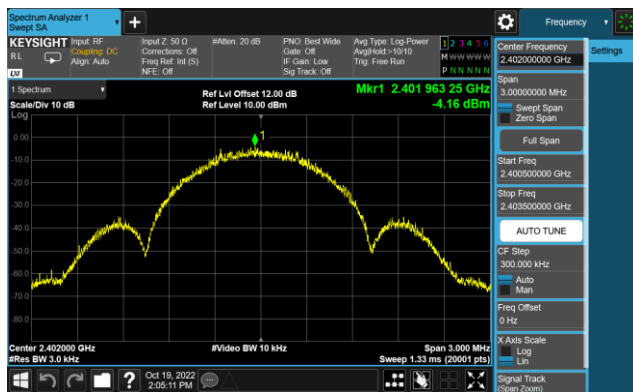 Spectrum Analyzer 1
Swept SA
+
Frequency
KEYSIGHT
R L
LXI
Input: RF
Coupling: DC
Align: Auto
Input Z: 50 Ω
Corrections: Off
Freq Ref: Int (S)
NFE: Off
#Atten: 20 dB
PNO: Best Wide
Gate: Off
IF Gain: Low
Sig Track: Off
Avg Type: Log-Power
Avg|Hold:>10/10
Trig: Free Run
1 2 3 4 5 6
M W W W W W
P N N N N N
Center Frequency
2.402000000 GHz
Settings
Span
3.00000000 MHz
Swept Span
Zero Span
Full Span
Start Freq
2.400500000 GHz
Stop Freq
2.403500000 GHz
AUTO TUNE
CF Step
300.000 kHz
Auto
Man
Freq Offset
0 Hz
X Axis Scale
Log
Lin
Signal Track
(Span Zoom)
1 Spectrum
Scale/Div 10 dB
Log
Ref Lvl Offset 12.00 dB
Ref Level 10.00 dBm
Mkr1 2.401 963 25 GHz
-4.16 dBm
1
0.00
-10.0
-20.0
-30.0
-40.0
-50.0
-60.0
-70.0
-80.0
Center 2.402000 GHz
#Res BW 3.0 kHz
#Video BW 10 kHz
Span 3.000 MHz
Sweep 1.33 ms (20001 pts)
?
Oct 19, 2022
2:05:11 PM